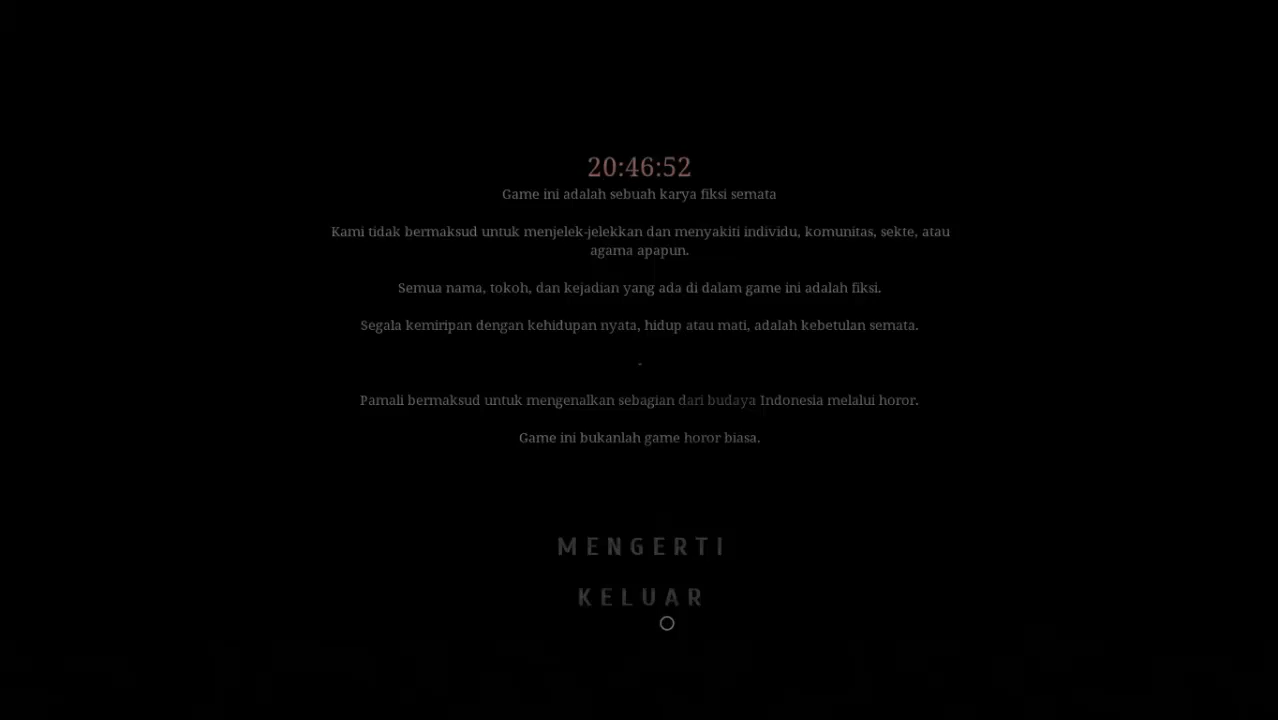 20:46:52
Game ini adalah sebuah karya fiksi semata
Kami tidak bermaksud untuk menjelek-jelekkan dan menyakiti individu, komunitas, sekte, atau
agama apapun.
Semua nama, tokoh, dan kejadian yang ada di dalam game ini adalah fiksi.
Segala kemiripan dengan kehidupan nyata, hidup atau mati, adalah kebetulan semata.
-
Pamali bermaksud untuk mengenalkan sebagian dari budaya Indonesia melalui horor.
Game ini bukanlah game horor biasa.
MENGERTI
KELUAR